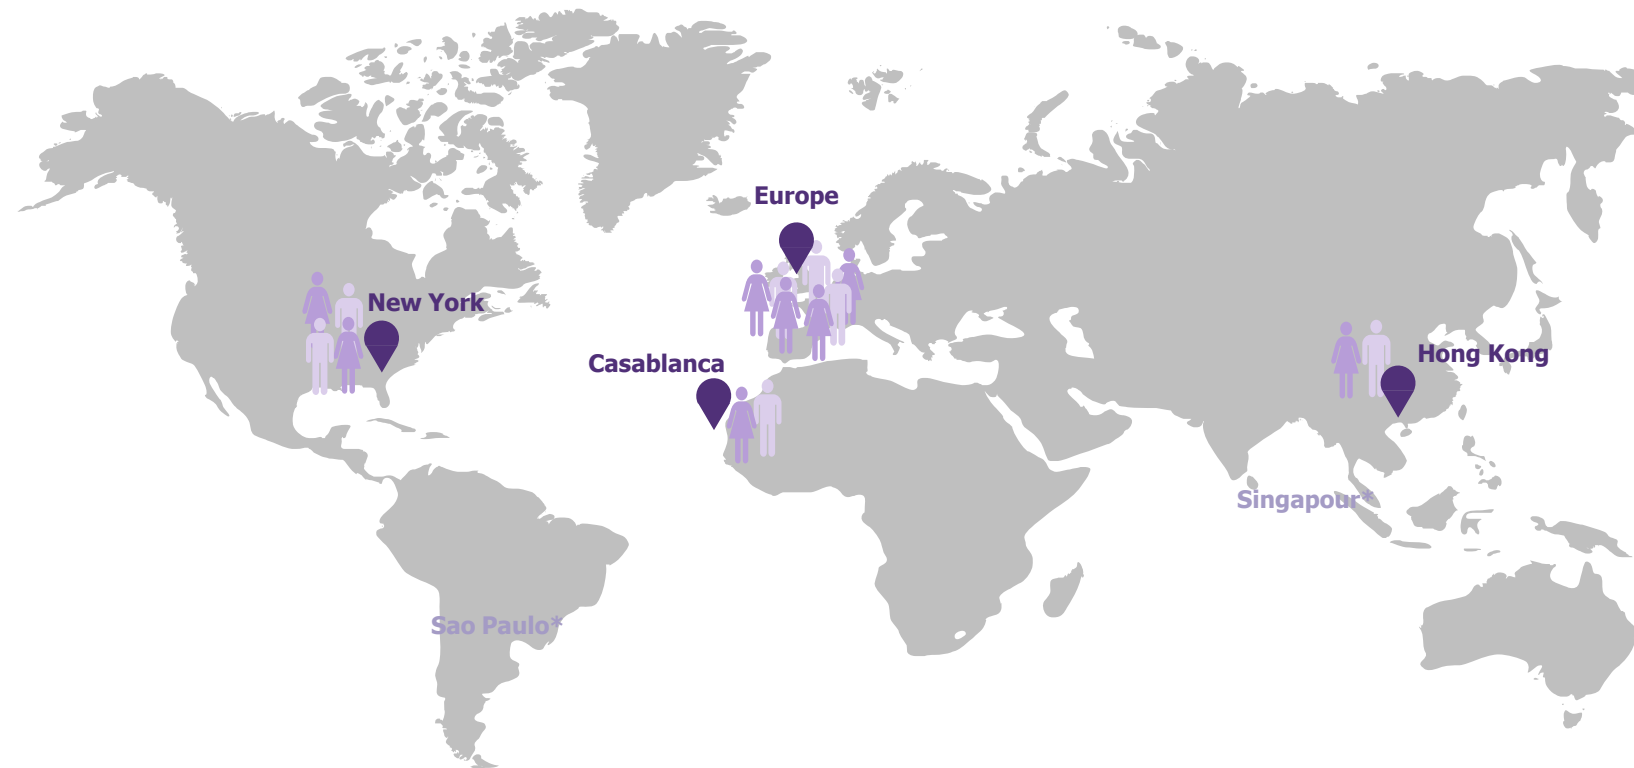 Europe
New York
Casablanca
Hong Kong
Singapour*
Sao Paulo*